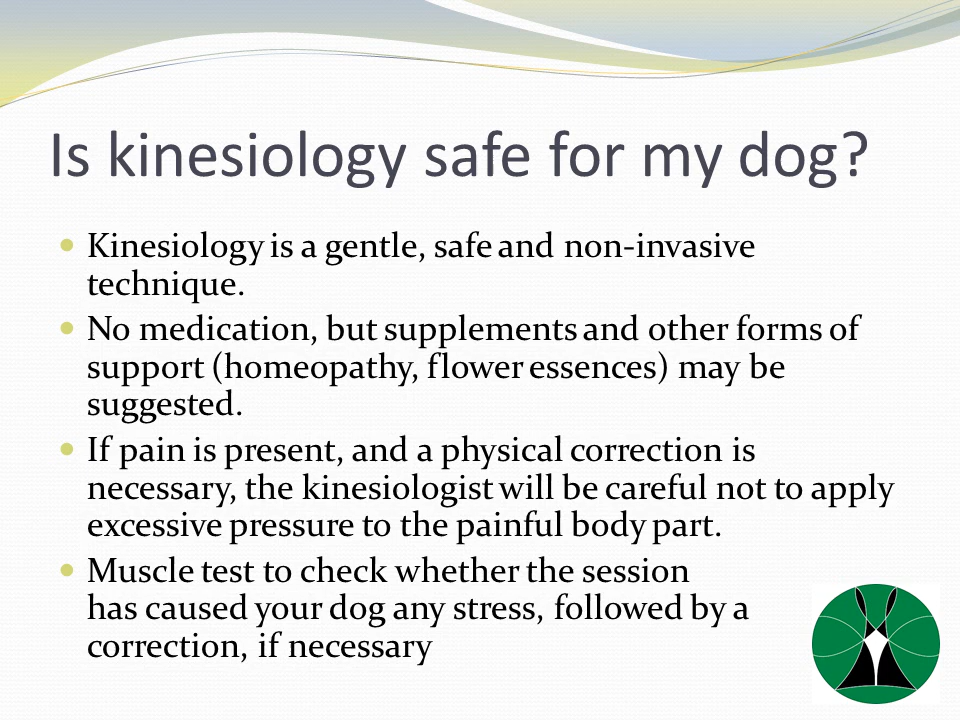 Is kinesiology safe for my dog?
Kinesiology is a gentle, safe and non-invasive
technique.
No medication, but supplements and other forms of
support (homeopathy, flower essences) may be
suggested.
If pain is present, and a physical correction is
necessary, the kinesiologist will be careful not to apply
excessive pressure to the painful body part.
Muscle test to check whether the session
has caused your dog any stress, followed by a
correction, if necessary